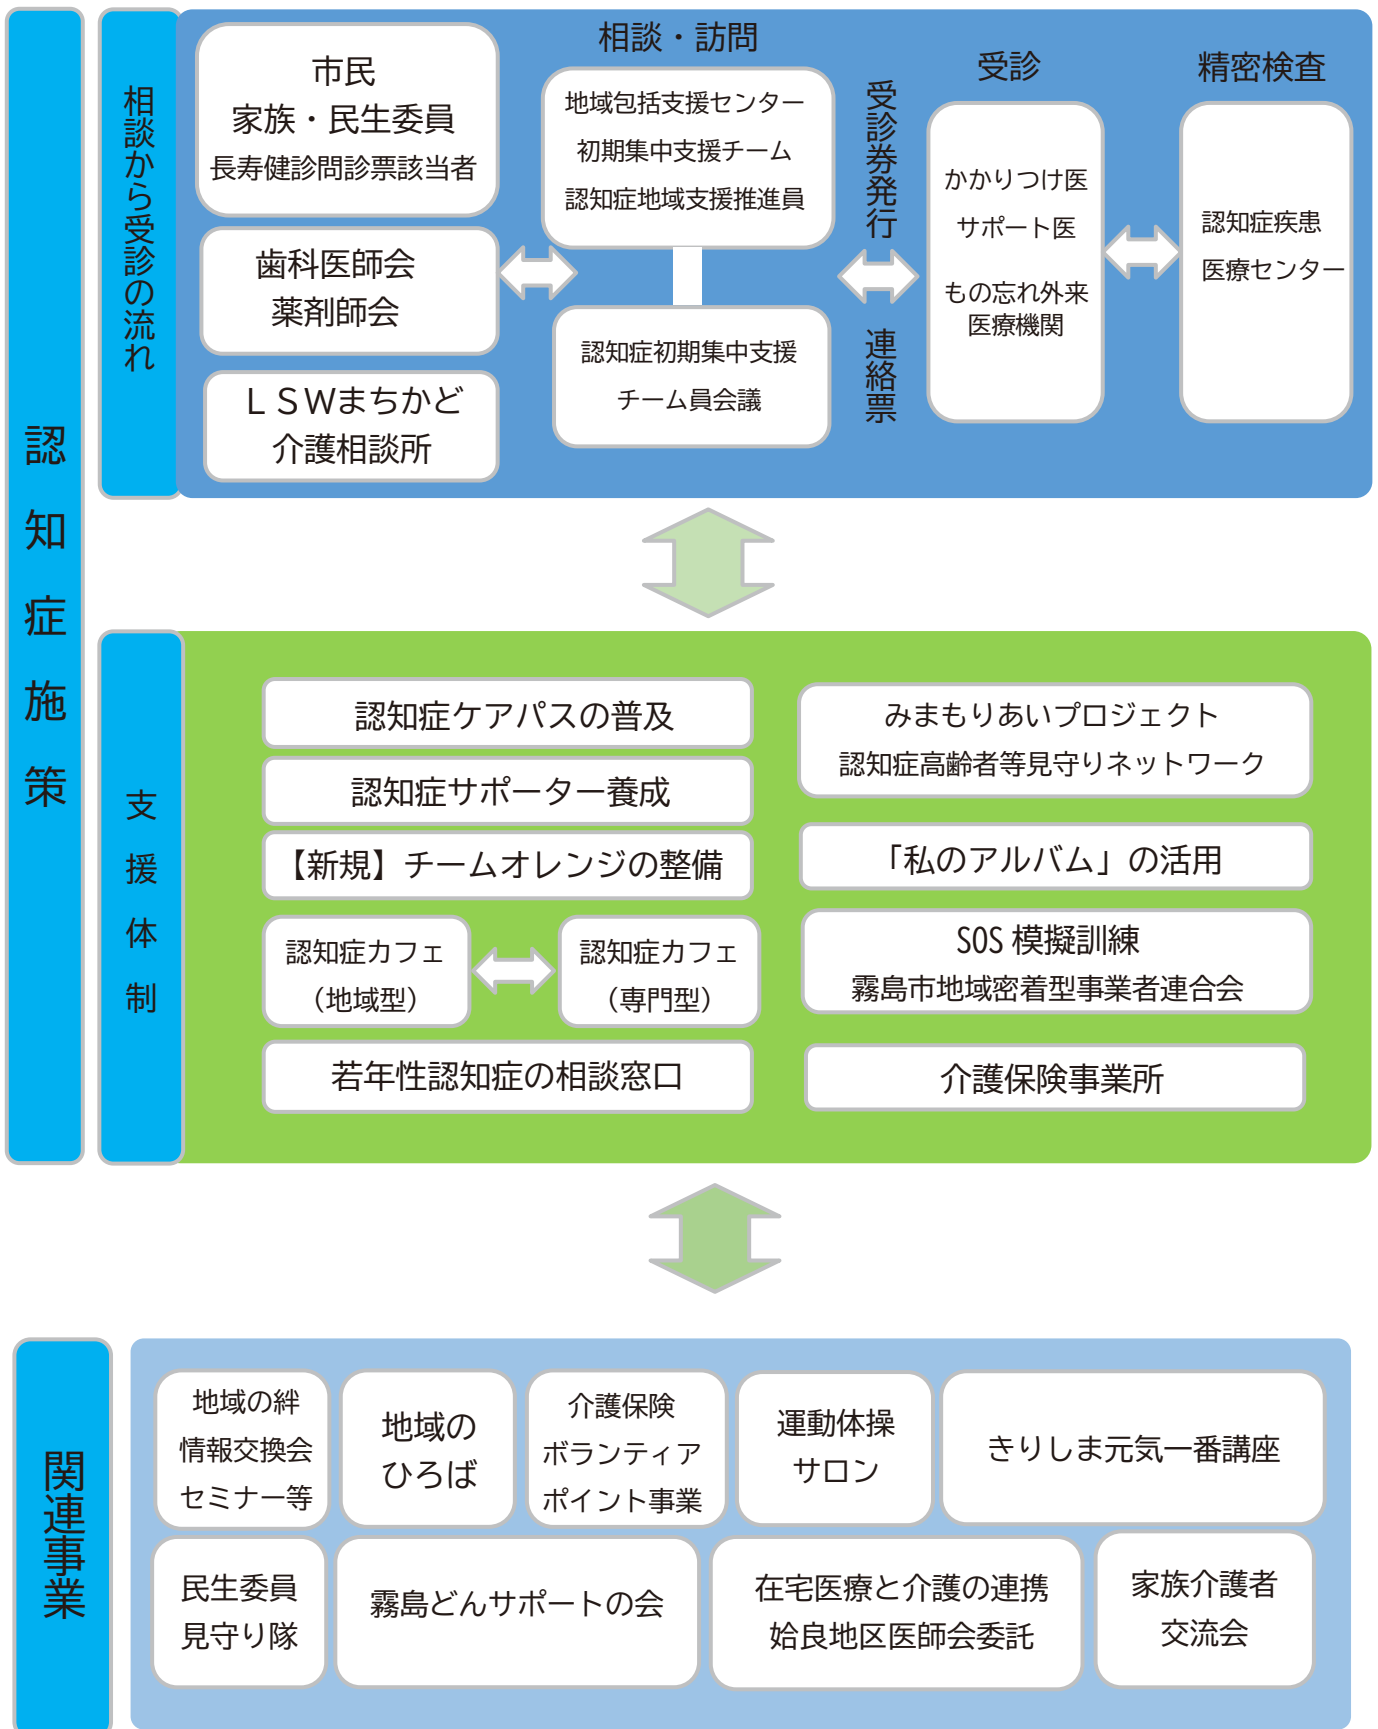 認知症施策
相談から受診の流れ
市民
家族・民生委員
長寿健診問診票該当者
歯科医師会
薬剤師会
ＬＳＷまちかど
介護相談所
相談・訪問
地域包括支援センター
初期集中支援チーム
認知症地域支援推進員
認知症初期集中支援
チーム員会議
受診券発行
連絡票
受診
かかりつけ医
サポート医
もの忘れ外来
医療機関
精密検査
認知症疾患
医療センター
支援体制
認知症ケアパスの普及
認知症サポーター養成
【新規】チームオレンジの整備
認知症カフェ
（地域型）
認知症カフェ
（専門型）
若年性認知症の相談窓口
みまもりあいプロジェクト
認知症高齢者等見守りネットワーク
「私のアルバム」の活用
SOS 模擬訓練
霧島市地域密着型事業者連合会
介護保険事業所
関連事業
地域の絆
情報交換会
セミナー等
地域の
ひろば
介護保険
ボランティア
ポイント事業
運動体操
サロン
きりしま元気一番講座
民生委員
見守り隊
霧島どんサポートの会
在宅医療と介護の連携
姶良地区医師会委託
家族介護者
交流会